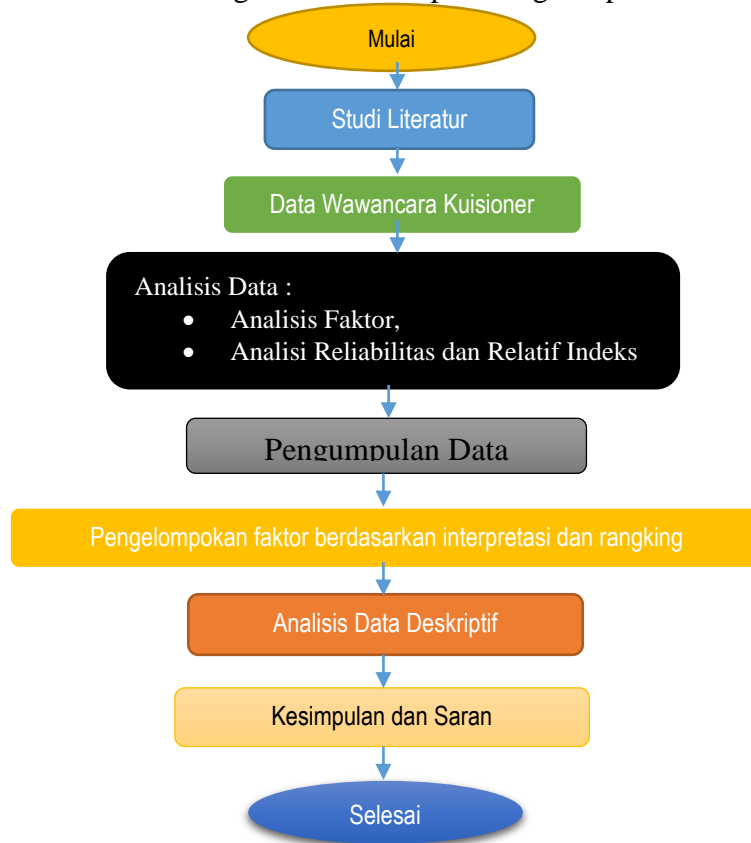 Mulai
Studi Literatur
Data Wawancara Kuisioner
Analisis Data :
• Analisis Faktor,
• Analisi Reliabilitas dan Relatif Indeks
Pengumpulan Data
Pengelompokan faktor berdasarkan interpretasi dan rangking
Analisis Data Deskriptif
Kesimpulan dan Saran
Selesai